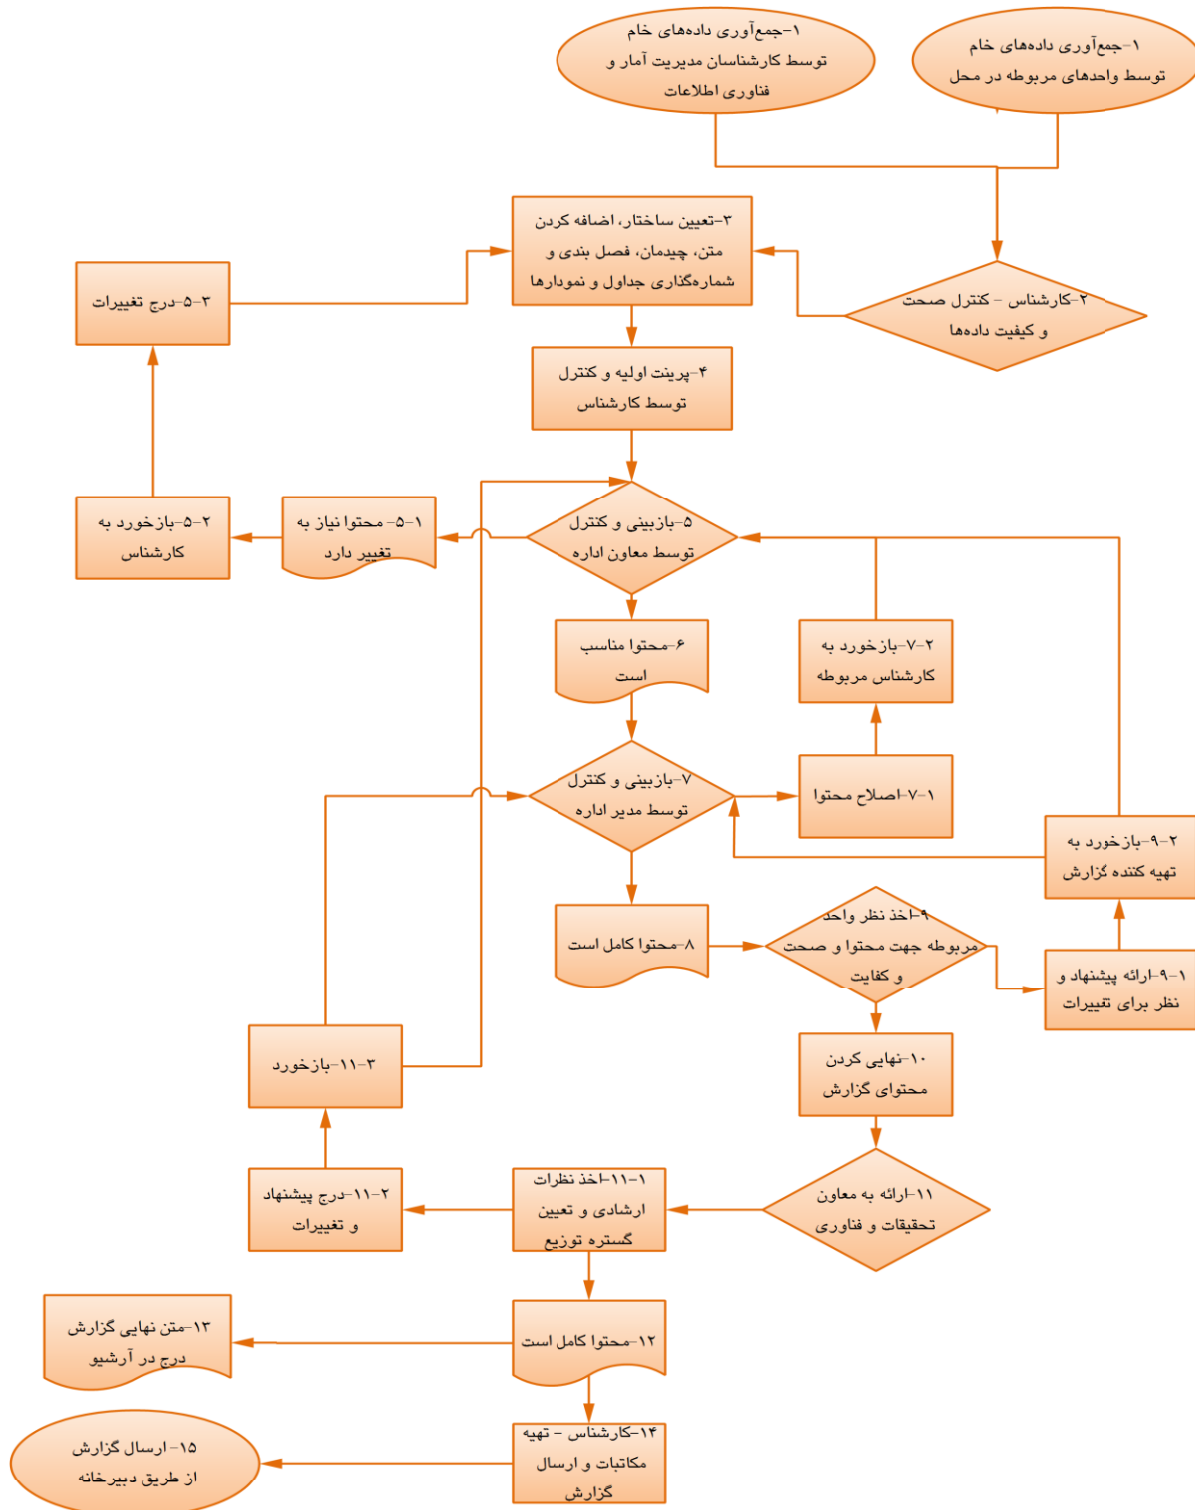 ۱-جمع‌آوری داده‌های خام
توسط واحدهای مربوطه در محل
۱-جمع‌آوری داده‌های خام
توسط کارشناسان مدیریت آمار و
فناوری اطلاعات
۲-کارشناس - کنترل صحت
و کیفیت داده‌ها
۳-تعیین ساختار، اضافه کردن
متن، چیدمان، فصل بندی و
شماره‌گذاری جداول و نمودارها
۴-پرینت اولیه و کنترل
توسط کارشناس
۵-بازبینی و کنترل
توسط معاون اداره
۵-۱- محتوا نیاز به
تغییر دارد
۵-۲-بازخورد به
کارشناس
۵-۳-درج تغییرات
۶-محتوا مناسب
است
۷-بازبینی و کنترل
توسط مدیر اداره
۷-۱-اصلاح محتوا
۷-۲-بازخورد به
کارشناس مربوطه
۸-محتوا کامل است
۹-اخذ نظر واحد
مربوطه جهت محتوا و صحت
و کفایت
۹-۱-ارائه پیشنهاد و
نظر برای تغییرات
۹-۲-بازخورد به
تهیه کننده گزارش
۱۰-نهایی کردن
محتوای گزارش
۱۱-ارائه به معاون
تحقیقات و فناوری
۱۱-۱-اخذ نظرات
ارشادی و تعیین
گستره توزیع
۱۱-۲-درج پیشنهاد
و تغییرات
۱۱-۳-بازخورد
۱۲-محتوا کامل است
۱۳-متن نهایی گزارش
درج در آرشیو
۱۴-کارشناس - تهیه
مکاتبات و ارسال
گزارش
۱۵- ارسال گزارش
از طریق دبیرخانه